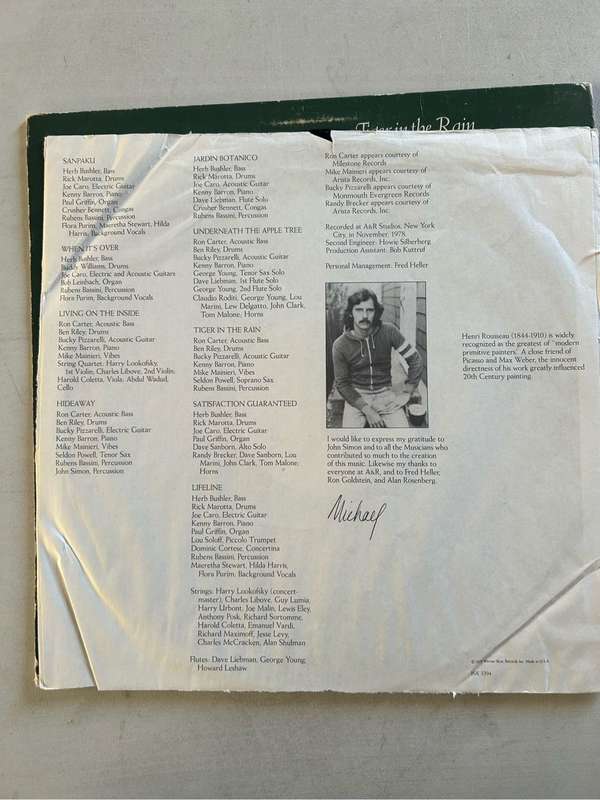 Tiger in the Rain
SANPAKU
Herb Bushler, Bass
Rick Marotta, Drums
Joe Caro, Electric Guitar
Kenny Barron, Piano
Paul Griffin, Organ
Crusher Bennett, Congas
Rubens Bassini, Percussion
Flora Purim, Maeretha Stewart, Hilda
Harris, Background Vocals
WHEN IT'S OVER
Herb Bushler, Bass
Buddy Williams, Drums
Joe Caro, Electric and Acoustic Guitars
Bob Leinbach, Organ
Rubens Bassini, Percussion
Flora Purim, Background Vocals
LIVING ON THE INSIDE
Ron Carter, Acoustic Bass
Ben Riley, Drums
Bucky Pizzarelli, Acoustic Guitar
Kenny Barron, Piano
Mike Mainieri, Vibes
String Quartet: Harry Lookofsky,
1st Violin; Charles Libove, 2nd Violin;
Harold Coletta, Viola; Abdul Wadud,
Cello
HIDEAWAY
Ron Carter, Acoustic Bass
Ben Riley, Drums
Bucky Pizzarelli, Electric Guitar
Kenny Barron, Piano
Mike Mainieri, Vibes
Seldon Powell, Tenor Sax
Rubens Bassini, Percussion
John Simon, Percussion
JARDIN BOTANICO
Herb Bushler, Bass
Rick Marotta, Drums
Joe Caro, Acoustic Guitar
Kenny Barron, Piano
Dave Liebman, Flute Solo
Crusher Bennett, Congas
Rubens Bassini, Percussion
UNDERNEATH THE APPLE TREE
Ron Carter, Acoustic Bass
Ben Riley, Drums
Bucky Pizzarelli, Acoustic Guitar
Kenny Barron, Piano
George Young, Tenor Sax Solo
Dave Liebman, 1st Flute Solo
George Young, 2nd Flute Solo
Claudio Roditi, George Young, Lou
Marini, Lew Delgatto, John Clark,
Tom Malone: Horns
TIGER IN THE RAIN
Ron Carter, Acoustic Bass
Ben Riley, Drums
Bucky Pizzarelli, Acoustic Guitar
Kenny Barron, Piano
Mike Mainieri, Vibes
Seldon Powell, Soprano Sax
Rubens Bassini, Percussion
SATISFACTION GUARANTEED
Herb Bushler, Bass
Rick Marotta, Drums
Joe Caro, Electric Guitar
Paul Griffin, Organ
Dave Sanborn, Alto Solo
Randy Brecker, Dave Sanborn, Lou
Marini, John Clark, Tom Malone:
Horns
LIFELINE
Herb Bushler, Bass
Rick Marotta, Drums
Joe Caro, Electric Guitar
Kenny Barron, Piano
Paul Griffin, Organ
Lou Soloff, Piccolo Trumpet
Dominic Cortese, Concertina
Rubens Bassini, Percussion
Maeretha Stewart, Hilda Harris,
Flora Purim, Background Vocals
Strings: Harry Lookofsky (concert-
master), Charles Libove, Guy Lumia,
Harry Urbont, Joe Malin, Lewis Eley,
Anthony Posk, Richard Sortomme,
Harold Coletta, Emanuel Vardi,
Richard Maximoff, Jesse Levy,
Charles McCracken, Alan Shulman
Flutes: Dave Liebman, George Young,
Howard Leshaw
Ron Carter appears courtesy of
Milestone Records
Mike Mainieri appears courtesy of
Arista Records, Inc.
Bucky Pizzarelli appears courtesy of
Monmouth Evergreen Records
Randy Brecker appears courtesy of
Arista Records, Inc.
Recorded at A&R Studios, New York
City, in November, 1978.
Second Engineer: Howie Silberberg
Production Assistant: Bob Kuttruf
Personal Management: Fred Heller
I would like to express my gratitude to
John Simon and to all the Musicians who
contributed so much to the creation
of this music. Likewise my thanks to
everyone at A&R, and to Fred Heller,
Ron Goldstein, and Alan Rosenberg.
Michael
Henri Rousseau (1844-1910) is widely
recognized as the greatest of "modern
primitive painters." A close friend of
Picasso and Max Weber, the innocent
directness of his work greatly influenced
20th Century painting.
Warner Bros. Records Inc. Made in U.S.A.